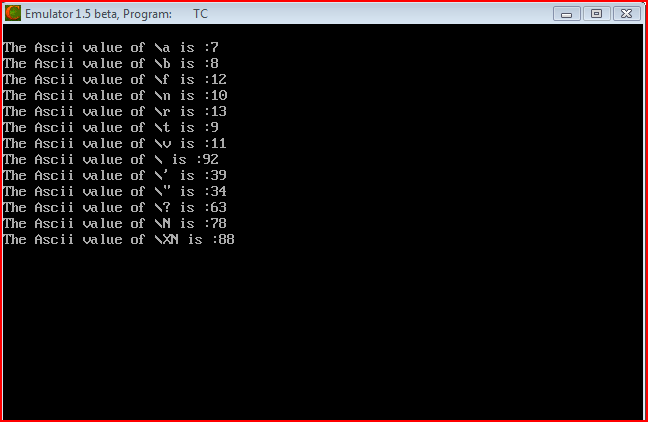 Emulator 1.5 beta, Program: TC
The Ascii value of \a is :7
The Ascii value of \b is :8
The Ascii value of \f is :12
The Ascii value of \n is :10
The Ascii value of \r is :13
The Ascii value of \t is :9
The Ascii value of \v is :11
The Ascii value of \ is :92
The Ascii value of \' is :39
The Ascii value of \" is :34
The Ascii value of \? is :63
The Ascii value of \N is :78
The Ascii value of \XN is :88